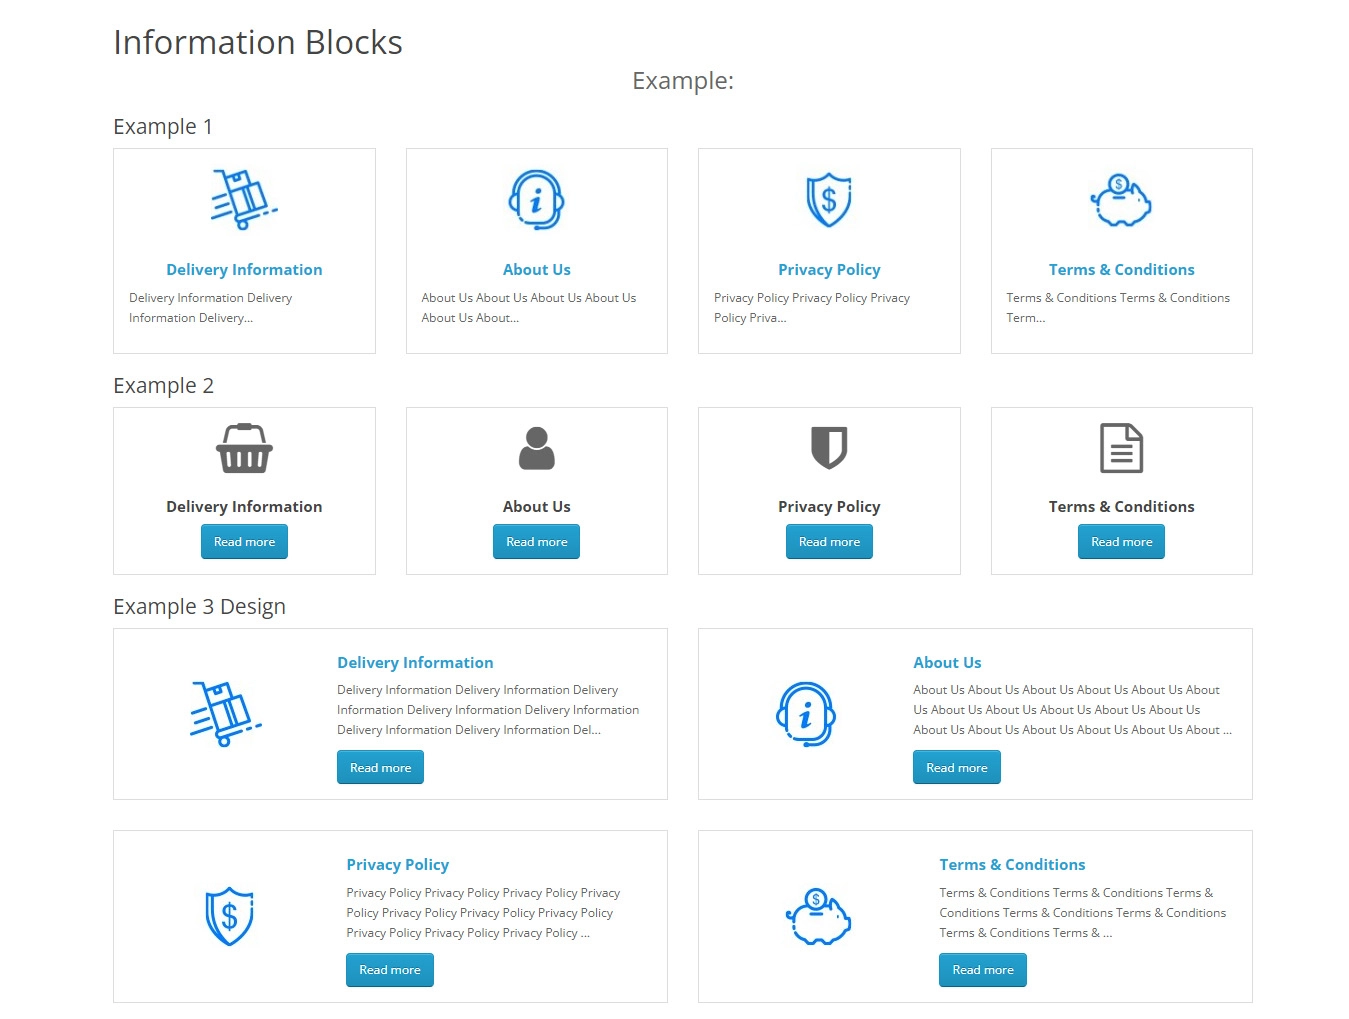 Information Blocks
Example:
Example 1
Delivery Information
Delivery Information Delivery
Information Delivery...
About Us
About Us About Us About Us About Us
About Us About...
Privacy Policy
Privacy Policy Privacy Policy Privacy
Policy Priva...
Terms & Conditions
Terms & Conditions Terms & Conditions
Term...
Example 2
Delivery Information
Read more
About Us
Read more
Privacy Policy
Read more
Terms & Conditions
Read more
Example 3 Design
Delivery Information
Delivery Information Delivery Information Delivery
Information Delivery Information Delivery Information
Delivery Information Delivery Information Del...
Read more
About Us
About Us About Us About Us About Us About Us About
Us About Us About Us About Us About Us About Us
About Us About Us About Us About Us About Us About ...
Read more
Privacy Policy
Privacy Policy Privacy Policy Privacy Policy Privacy
Policy Privacy Policy Privacy Policy Privacy Policy
Privacy Policy Privacy Policy Privacy Policy ...
Read more
Terms & Conditions
Terms & Conditions Terms & Conditions Terms &
Conditions Terms & Conditions Terms & Conditions
Terms & Conditions Terms & ...
Read more